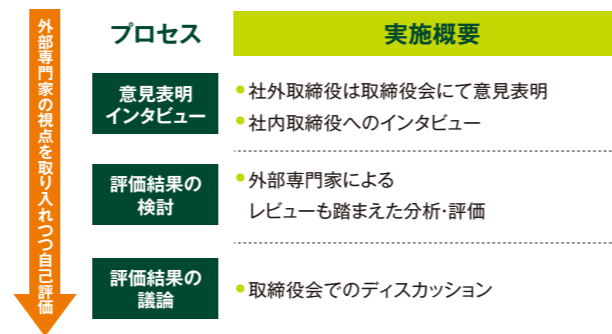 外部専門家の視点を取り入れつつ自己評価
プロセス
実施概要
意見表明
インタビュー
•社外取締役は取締役会にて意見表明
•社内取締役へのインタビュー
評価結果の
検討
•外部専門家による
レビューも踏まえた分析・評価
評価結果の
議論
•取締役会でのディスカッション